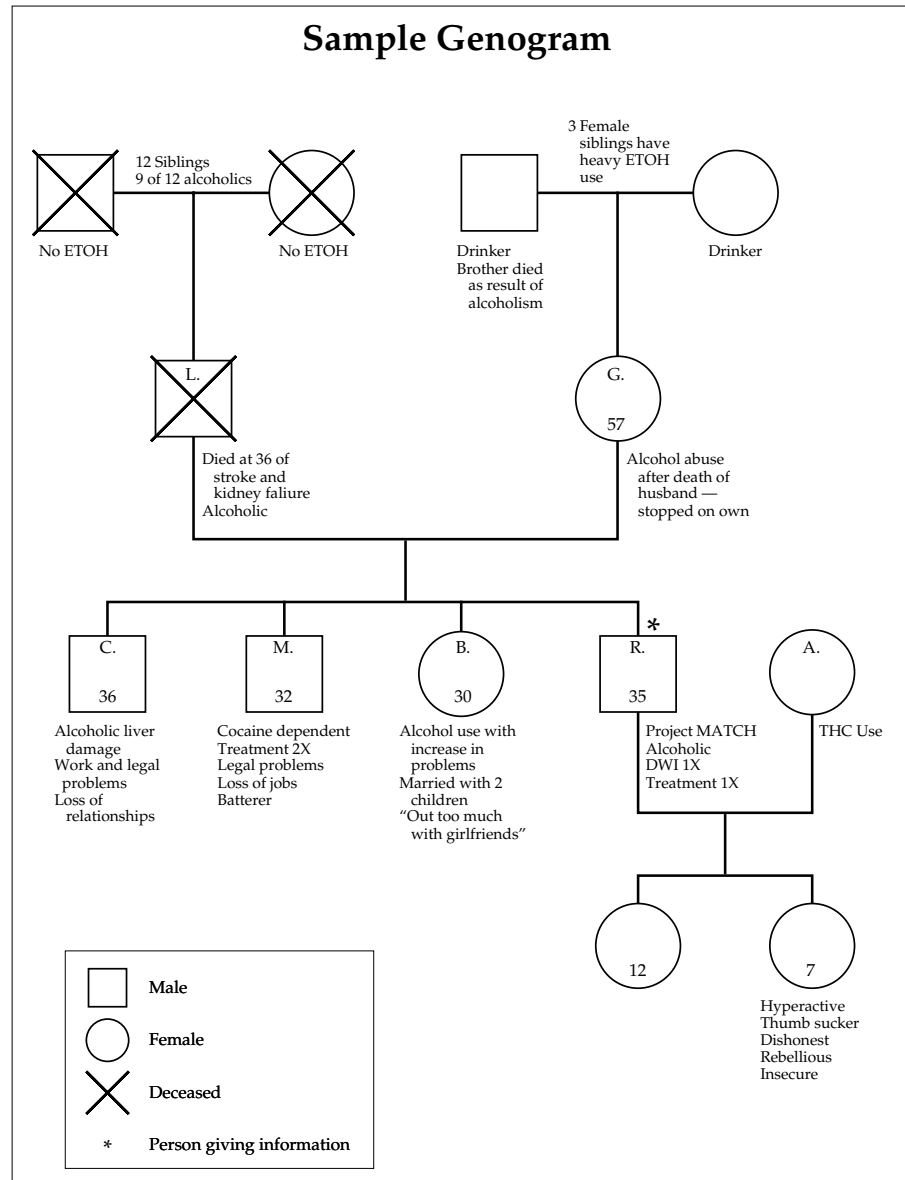 Sample Genogram
12 Siblings
9 of 12 alcoholics
3 Female
siblings have
heavy ETOH
use
No ETOH
No ETOH
Drinker
Brother died
as result of
alcoholism
Drinker
L.
Died at 36 of
stroke and
kidney faliure
Alcoholic
G.
57
Alcohol abuse
after death of
husband —
stopped on own
C.
36
Alcoholic liver
damage
Work and legal
problems
Loss of
relationships
M.
32
Cocaine dependent
Treatment 2X
Legal problems
Loss of jobs
Batterer
B.
30
Alcohol use with
increase in
problems
Married with 2
children
“Out too much
with girlfriends”
*
R.
35
Project MATCH
Alcoholic
DWI 1X
Treatment 1X
A.
THC Use
12
7
Hyperactive
Thumb sucker
Dishonest
Rebellious
Insecure
Male
Female
Deceased
* Person giving information